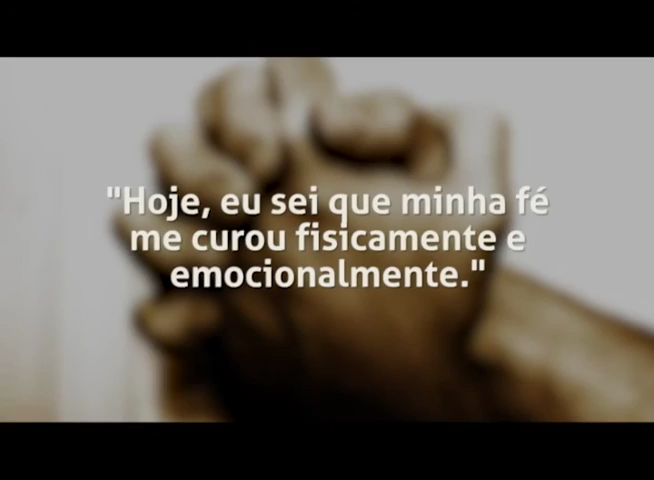 "Hoje, eu sei que minha fé
me curou fisicamente e
emocionalmente."